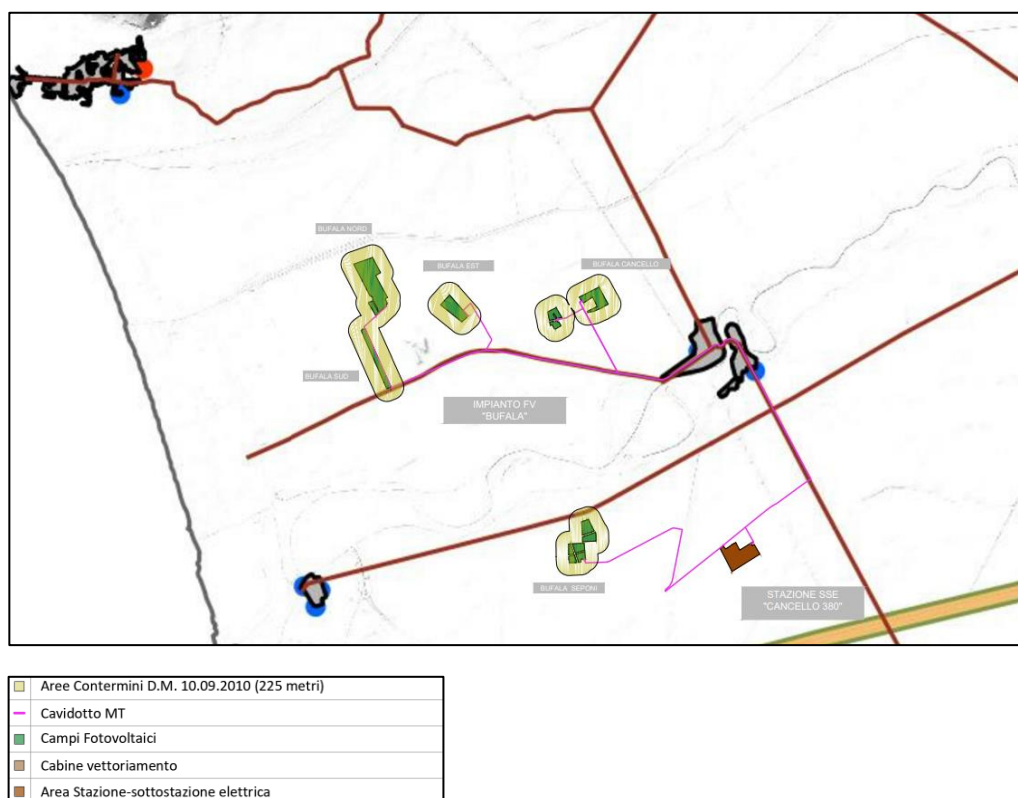 BUFALA NORD
BUFALA EST
BUFALA CANCELLO
BUFALA SUD
IMPIANTO FV
"BUFALA"
BUFALA SEPONI
STAZIONE SSE
"CANCELLO 380"
Aree Contermini D.M. 10.09.2010 (225 metri)
Cavidotto MT
Campi Fotovoltaici
Cabine vettoriamento
Area Stazione-sottostazione elettrica